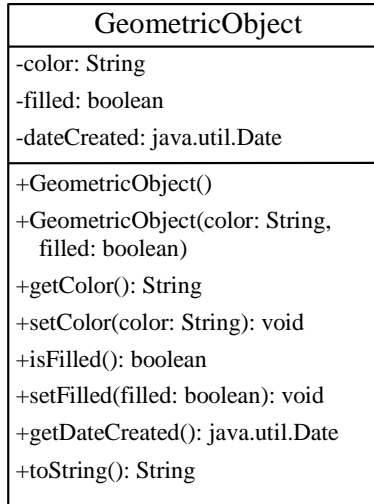 GeometricObject
-color: String
-filled: boolean
-dateCreated: java.util.Date
+GeometricObject()
+GeometricObject(color: String,
filled: boolean)
+getColor(): String
+setColor(color: String): void
+isFilled(): boolean
+setFilled(filled: boolean): void
+getDateCreated(): java.util.Date
+toString(): String